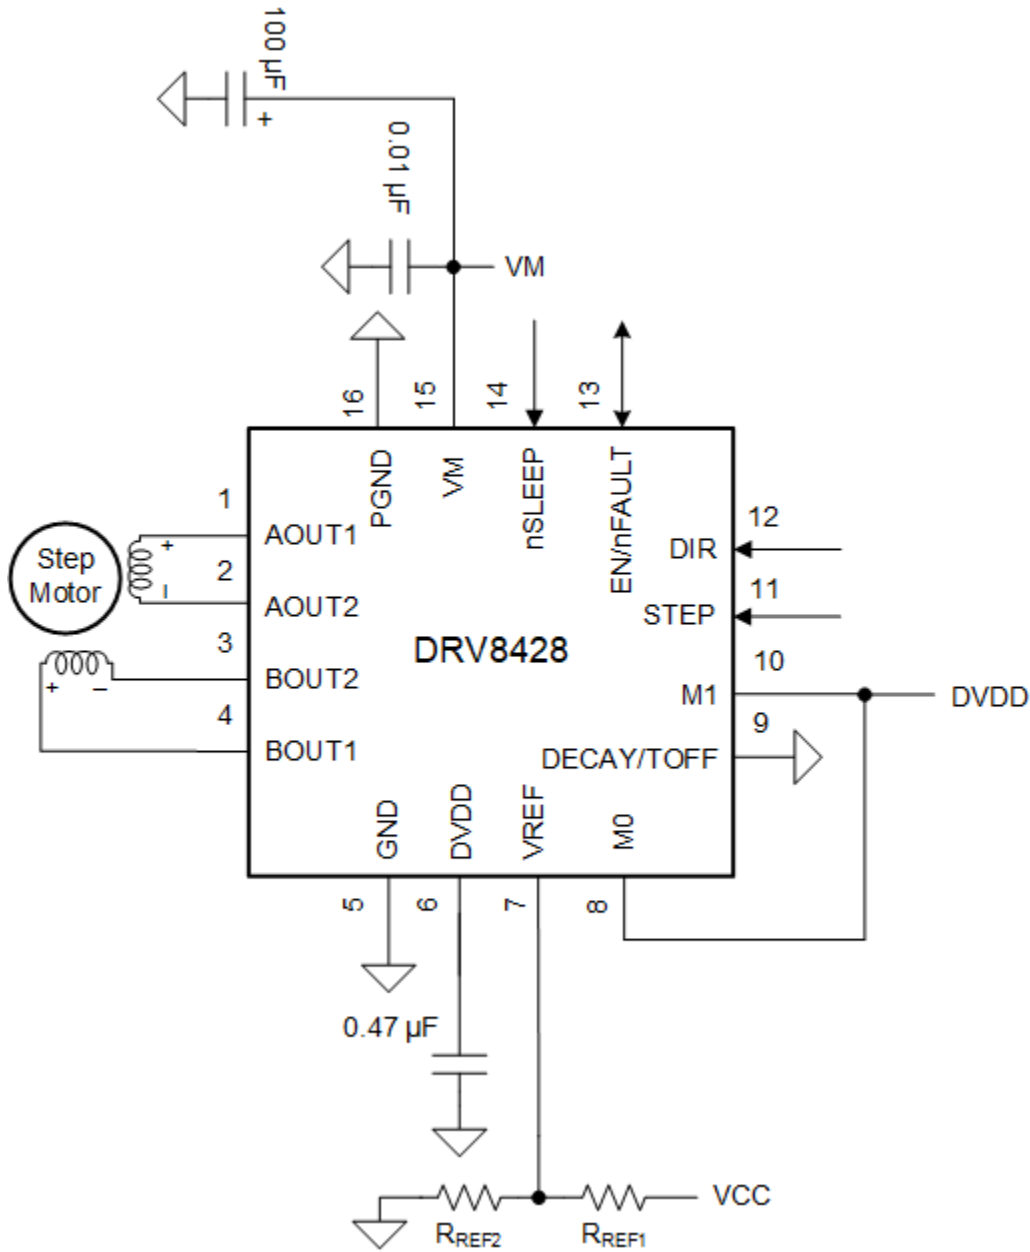 100 µF
+
0.01 µF
VM
16
15
14
13
PGND
VM
nSLEEP
EN/nFAULT
1
AOUT1
12
DIR
Step
Motor
+
–
2
AOUT2
11
STEP
3
DRV8428
BOUT2
10
M1
DVDD
+
–
4
BOUT1
9
DECAY/TOFF
GND
DVDD
VREF
M0
5
6
7
8
0.47 µF
VCC
RREF2
RREF1